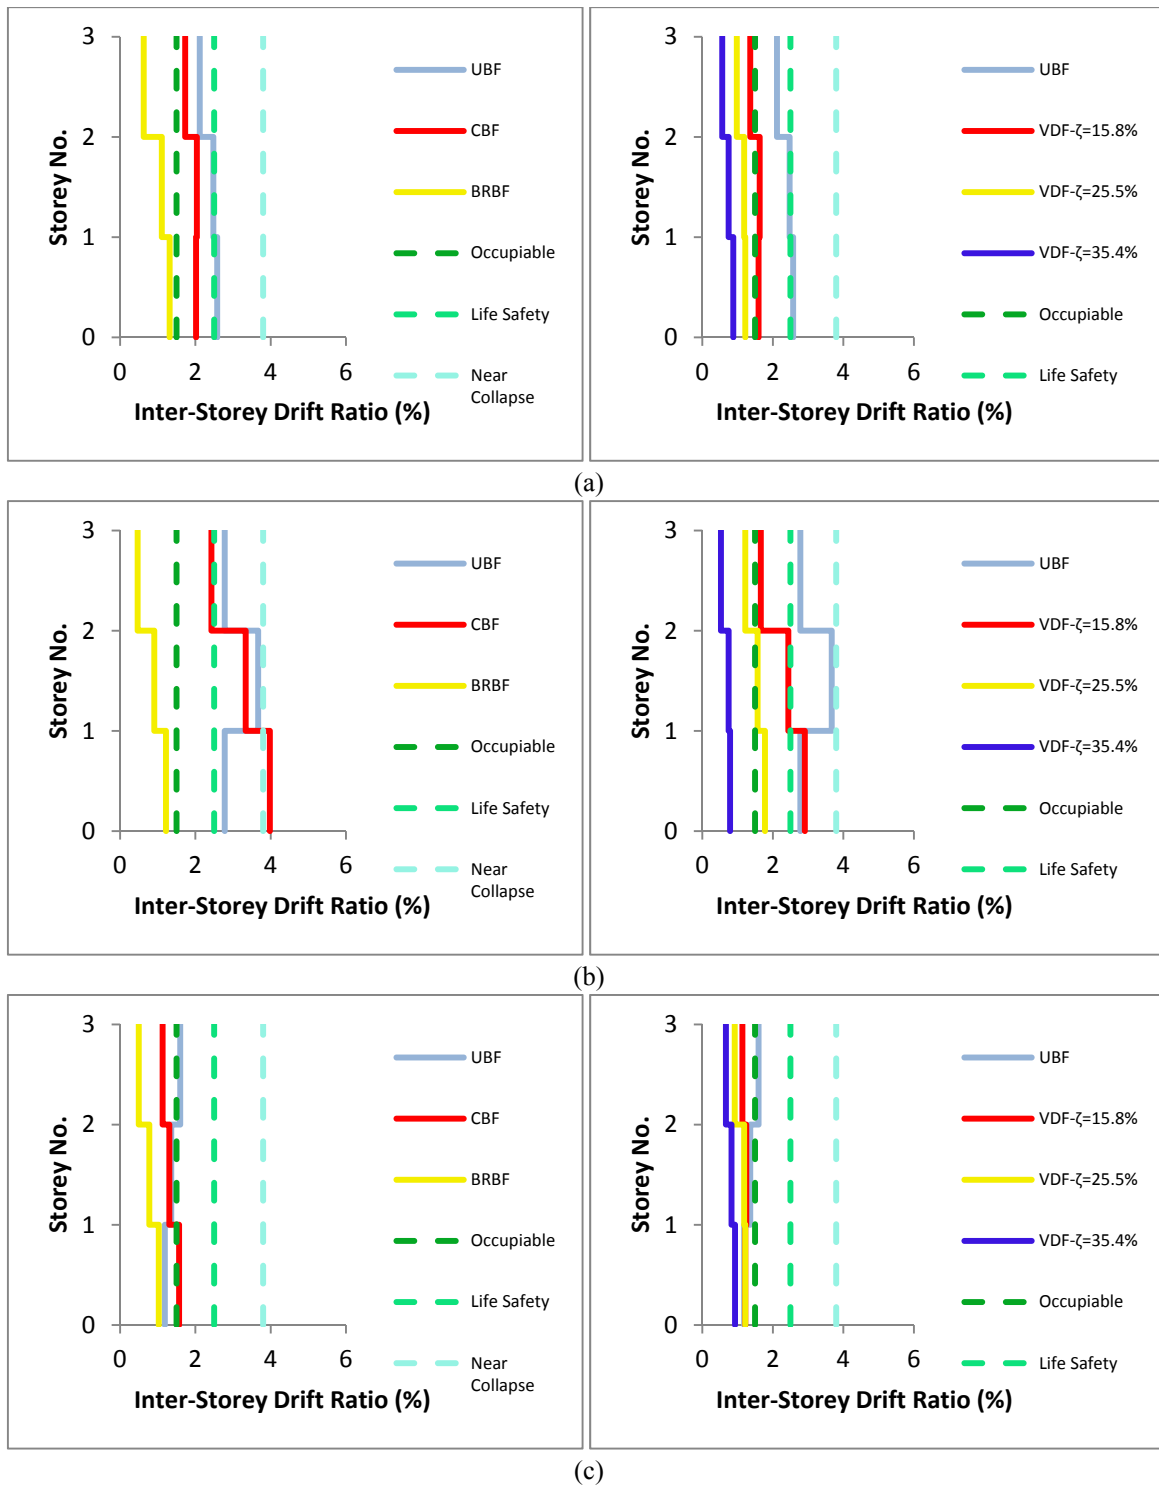 3
2
1
0
Storey No.
0 2 4 6
Inter-Storey Drift Ratio (%)
UBF
CBF
BRBF
Occupiable
Life Safety
Near
Collapse
3
2
1
0
Storey No.
0 2 4 6
Inter-Storey Drift Ratio (%)
UBF
VDF-ζ=15.8%
VDF-ζ=25.5%
VDF-ζ=35.4%
Occupiable
Life Safety
(a)
3
2
1
0
Storey No.
0 2 4 6
Inter-Storey Drift Ratio (%)
UBF
CBF
BRBF
Occupiable
Life Safety
Near
Collapse
3
2
1
0
Storey No.
0 2 4 6
Inter-Storey Drift Ratio (%)
UBF
VDF-ζ=15.8%
VDF-ζ=25.5%
VDF-ζ=35.4%
Occupiable
Life Safety
(b)
3
2
1
0
Storey No.
0 2 4 6
Inter-Storey Drift Ratio (%)
UBF
CBF
BRBF
Occupiable
Life Safety
Near
Collapse
3
2
1
0
Storey No.
0 2 4 6
Inter-Storey Drift Ratio (%)
UBF
VDF-ζ=15.8%
VDF-ζ=25.5%
VDF-ζ=35.4%
Occupiable
Life Safety
(c)